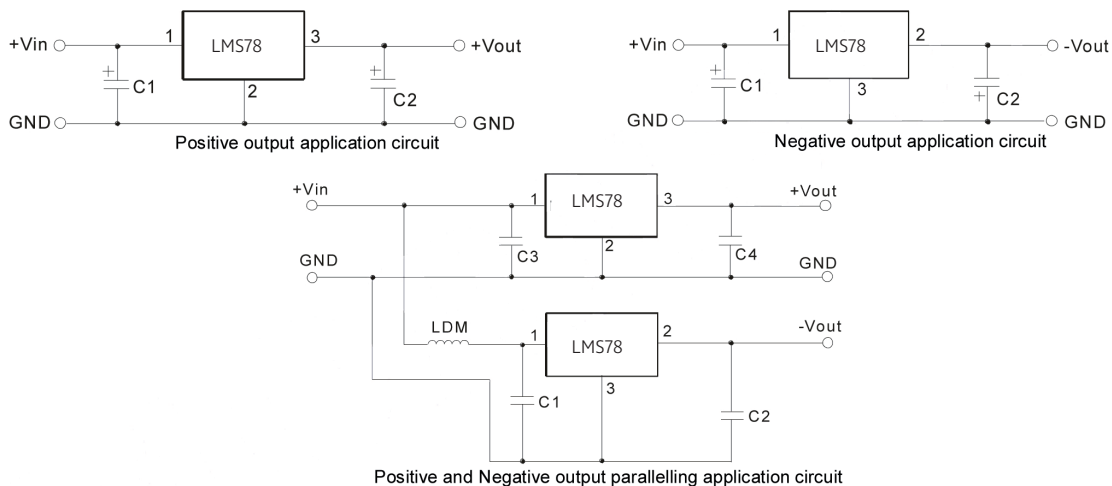 +Vin 1 LMS78 3 +Vout
+ C1 2 + C2
GND GND
Positive output application circuit
+Vin 1 LMS78 2 -Vout
+ C1 3 + C2
GND GND
Negative output application circuit
+Vin 1 LMS78 3 +Vout
C3 2 C4
GND GND
LDM 1 LMS78 2 -Vout
C1 3 C2
Positive and Negative output parallelling application circuit